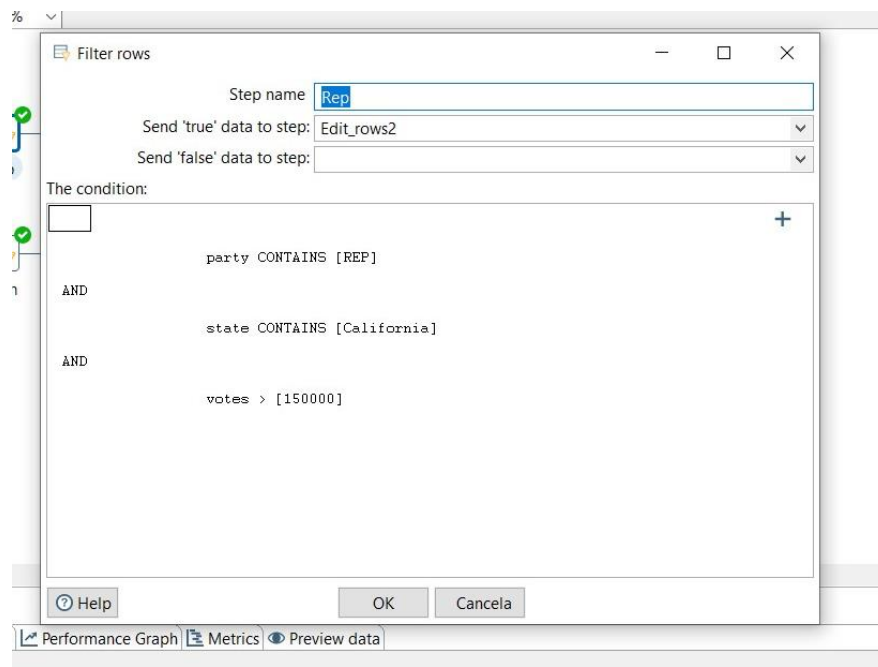 %
Filter rows
Step name Rep
Send 'true' data to step: Edit_rows2
Send 'false' data to step:
The condition:
party CONTAINS [REP]
AND
state CONTAINS [California]
AND
votes > [150000]
Help OK Cancela
Performance Graph Metrics Preview data